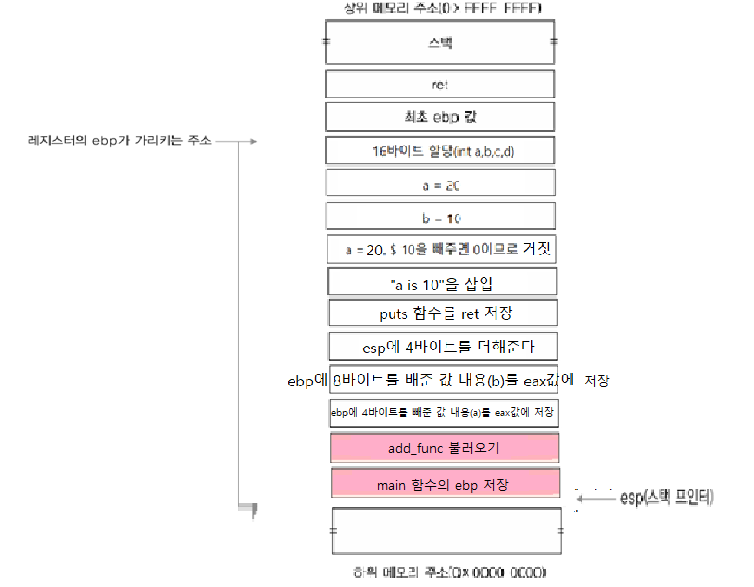 상위 메모리 주소(0 x FFFF FFFF)
스택
ret
최초 ebp 값
레지스터의 ebp가 가리키는 주소
16바이트 할당(int a,b,c,d)
a = 20
b = 10
a = 20, $ 10을 빼주면 0이므로 거짓
"a is 10"을 삽입
puts 함수를 ret 저장
esp에 4바이트를 더해준다
ebp에 8바이트를 빼준 값 내용(b)를 eax값에 저장
ebp에 4바이트를 빼준 값 내용(a)를 eax값에 저장
add_func 불러오기
main 함수의 ebp 저장
esp(스택 포인터)
하위 메모리 주소(0 x 0000 0000)